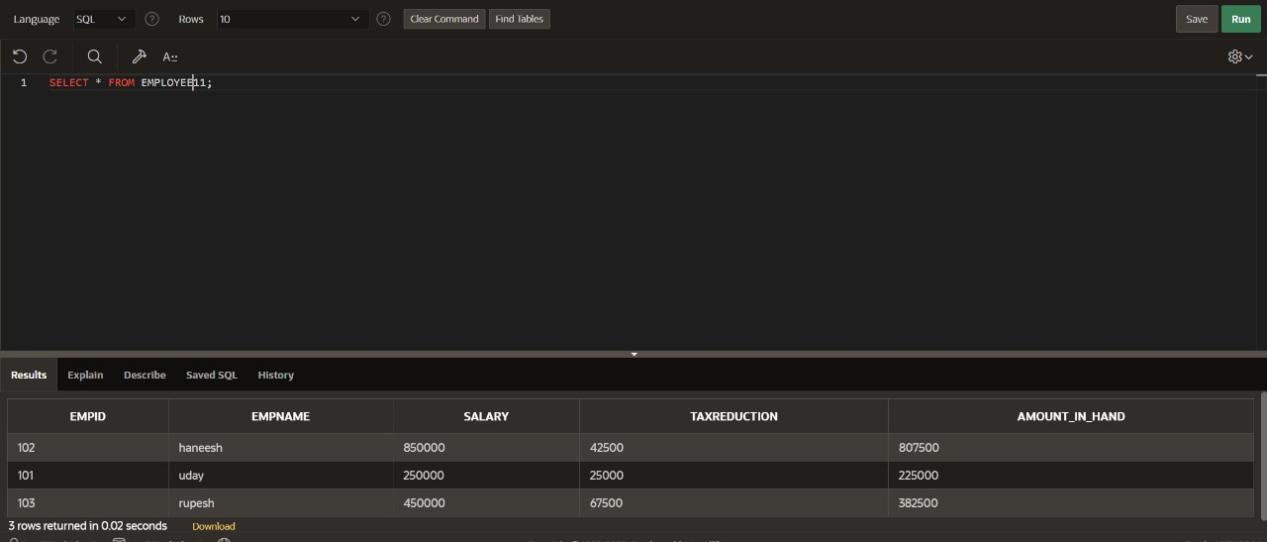 Language SQL Rows 10 Clear Command Find Tables Save Run
A::
1 SELECT * FROM EMPLOYEE11;
Results Explain Describe Saved SQL History
EMPID EMPNAME SALARY TAXREDUCTION AMOUNT_IN_HAND
102 haneesh 850000 42500 807500
101 uday 250000 25000 225000
103 rupesh 450000 67500 382500
3 rows returned in 0.02 seconds Download